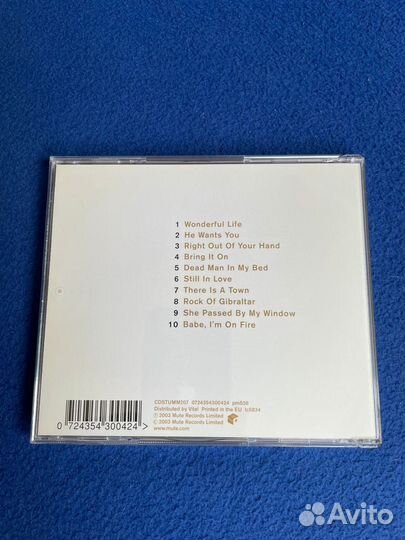 1 Wonderful Life
2 He Wants You
3 Right Out Of Your Hand
4 Bring It On
5 Dead Man In My Bed
6 Still In Love
7 There Is A Town
8 Rock Of Gibraltar
9 She Passed By My Window
10 Babe, I'm On Fire
CDSTUMM207 0724354300424 pm538
Distributed by Vital Printed in the EU lc5834
℗ 2003 Mute Records Limited
© 2003 Mute Records Limited
www.mute.com
0 724354 300424 >
Avito